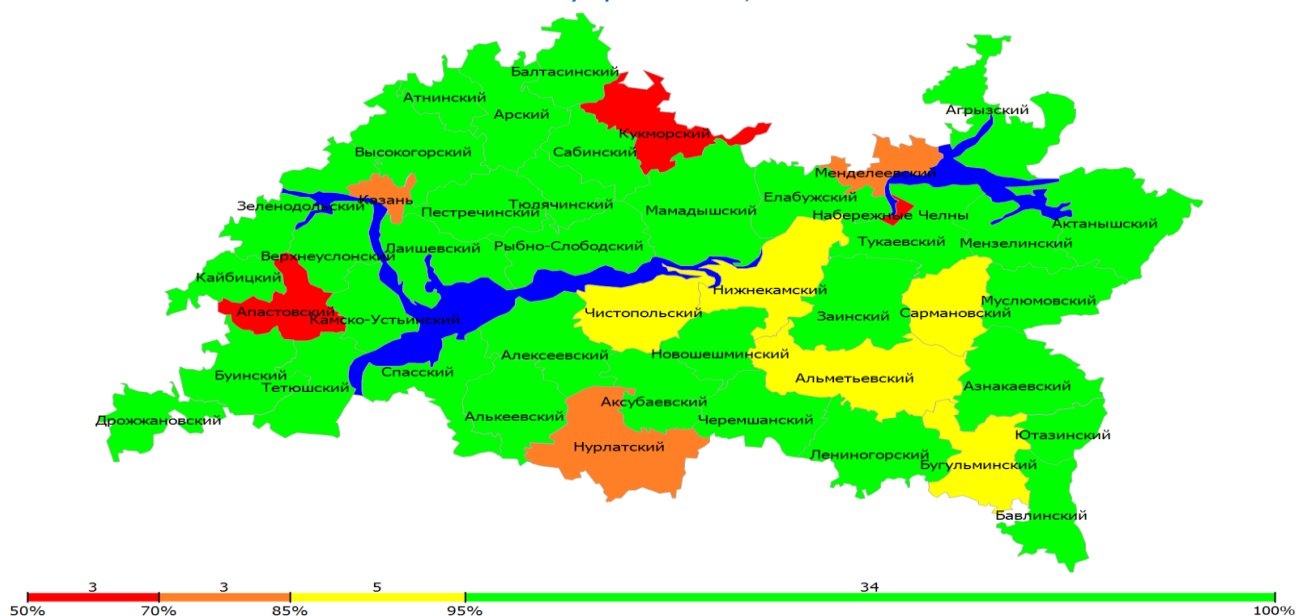 Балтасинский
Атнинский
Арский
Агрызский
Кукморский
Высокогорский
Сабинский
Менделеевский
Казань
Зеленодольский
Елабужский
Тюлячинский
Пестречинский
Мамадышский
Набережные Челны
Актанышский
Тукаевский
Мензелинский
Лаишевский
Рыбно-Слободский
Верхнеуслонский
Кайбицкий
Нижнекамский
Муслюмовский
Апастовский
Чистопольский
Сармановский
Заинский
Камско-Устьинский
Алексеевский
Новошешминский
Спасский
Буинский
Альметьевский
Тетюшский
Азнакаевский
Аксубаевский
Алькеевский
Дрожжановский
Черемшанский
Ютазинский
Нурлатский
Лениногорский
Бугульминский
Бавлинский
3 3 5 34
50% 70% 85% 95% 100%